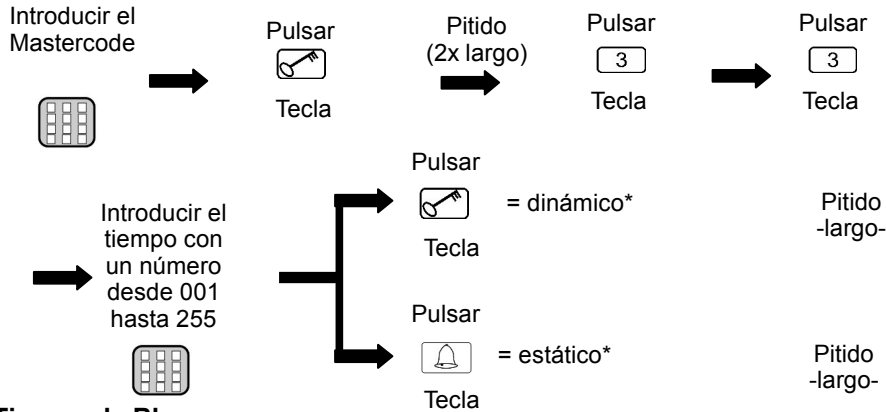 Introducir el
Mastercode
Pulsar
Tecla
Pitido
(2x largo)
Pulsar
3
Tecla
Pulsar
3
Tecla
Introducir el
tiempo con
un número
desde 001
hasta 255
Pulsar
= dinámico*
Tecla
Pitido
-largo-
Pulsar
= estático*
Tecla
Pitido
-largo-